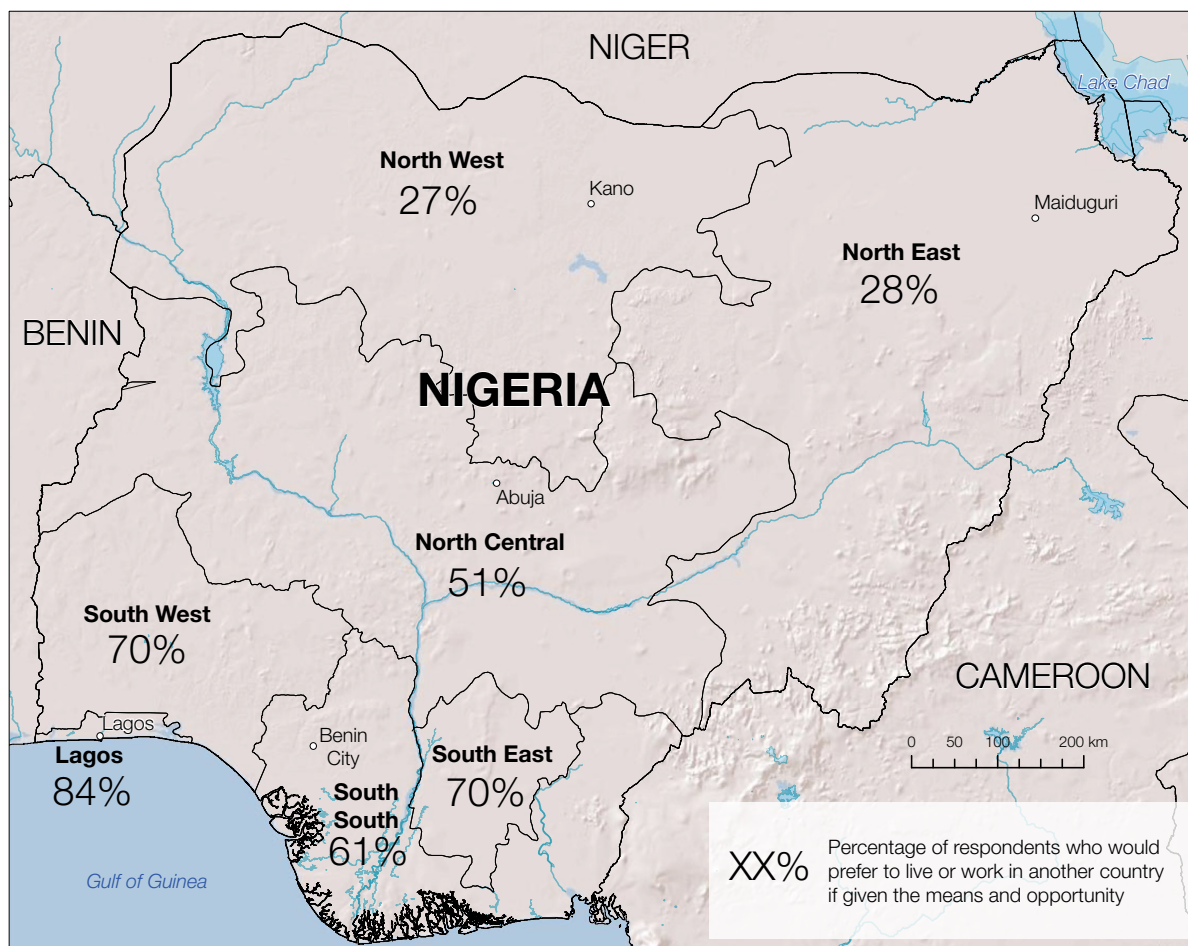 NIGER
Lake Chad
North West
27%
Kano
Maiduguri
North East
28%
BENIN
NIGERIA
Abuja
North Central
51%
South West
70%
CAMEROON
Lagos
Benin
City
Lagos
84%
South East
70%
0 50 100 200 km
South
South
61%
Gulf of Guinea
XX%
Percentage of respondents who would
prefer to live or work in another country
if given the means and opportunity